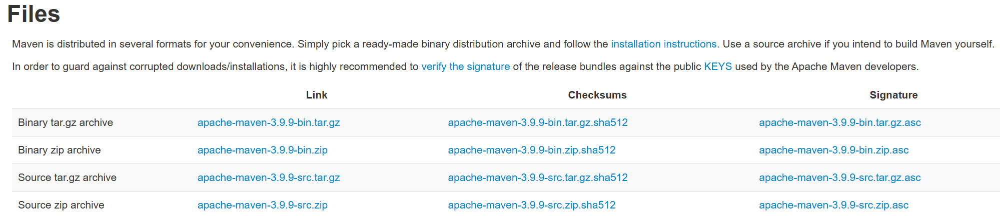 Files
Maven is distributed in several formats for your convenience. Simply pick a ready-made binary distribution archive and follow the installation instructions. Use a source archive if you intend to build Maven yourself.
In order to guard against corrupted downloads/installations, it is highly recommended to verify the signature of the release bundles against the public KEYS used by the Apache Maven developers.
Link Checksums Signature
Binary tar.gz archive apache-maven-3.9.9-bin.tar.gz apache-maven-3.9.9-bin.tar.gz.sha512 apache-maven-3.9.9-bin.tar.gz.asc
Binary zip archive apache-maven-3.9.9-bin.zip apache-maven-3.9.9-bin.zip.sha512 apache-maven-3.9.9-bin.zip.asc
Source tar.gz archive apache-maven-3.9.9-src.tar.gz apache-maven-3.9.9-src.tar.gz.sha512 apache-maven-3.9.9-src.tar.gz.asc
Source zip archive apache-maven-3.9.9-src.zip apache-maven-3.9.9-src.zip.sha512 apache-maven-3.9.9-src.zip.asc